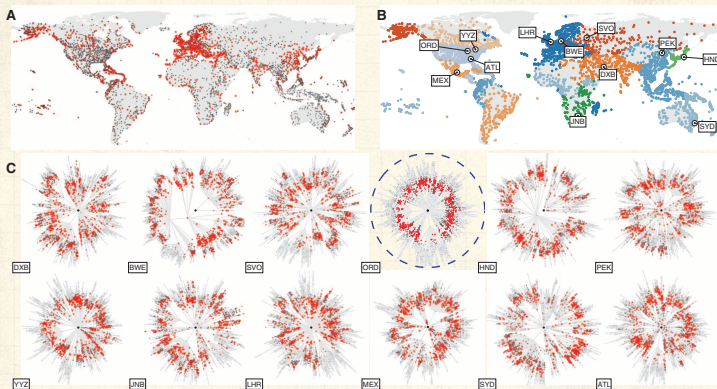 A
B
YYZ
LHR
SVO
ORD
PEK
BWE
HND
ATL
DXB
MEX
JNB
SYD
C
DXB
BWE
SVO
ORD
HND
PEK
YYZ
JNB
LHR
MEX
SYD
ATL